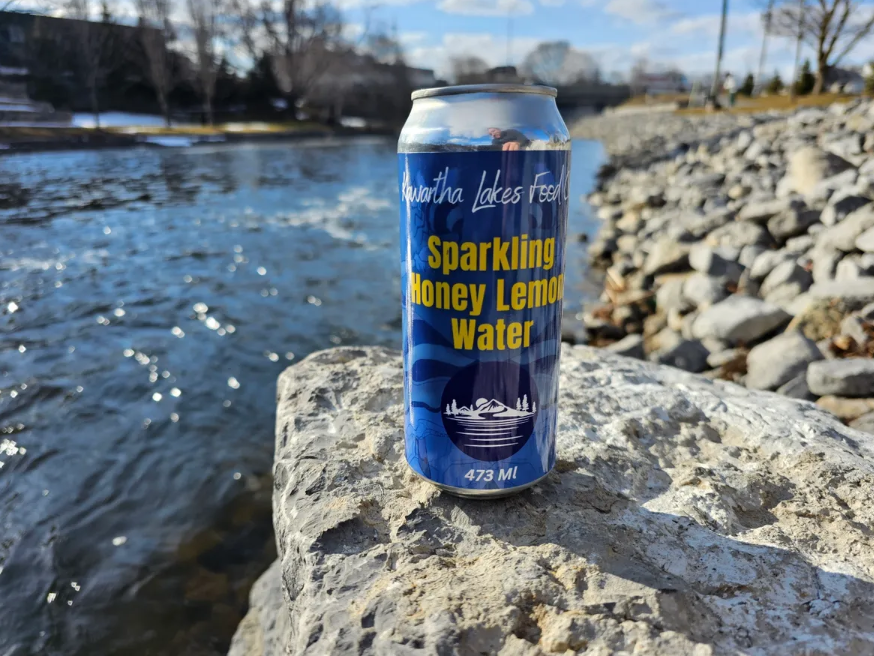 Kawartha Lakes Food
Sparkling
Honey Lemon
Water
473 Ml